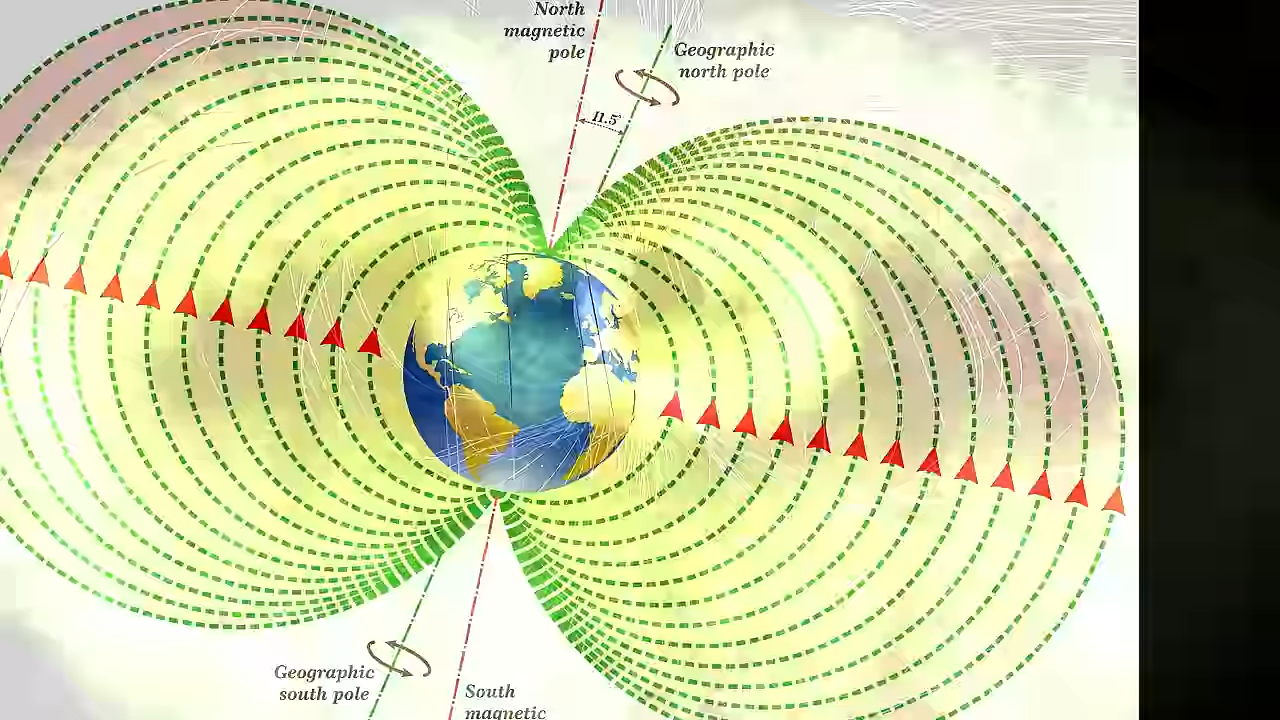 North
magnetic
pole
Geographic
north pole
11.5°
Geographic
south pole
South
magnetic